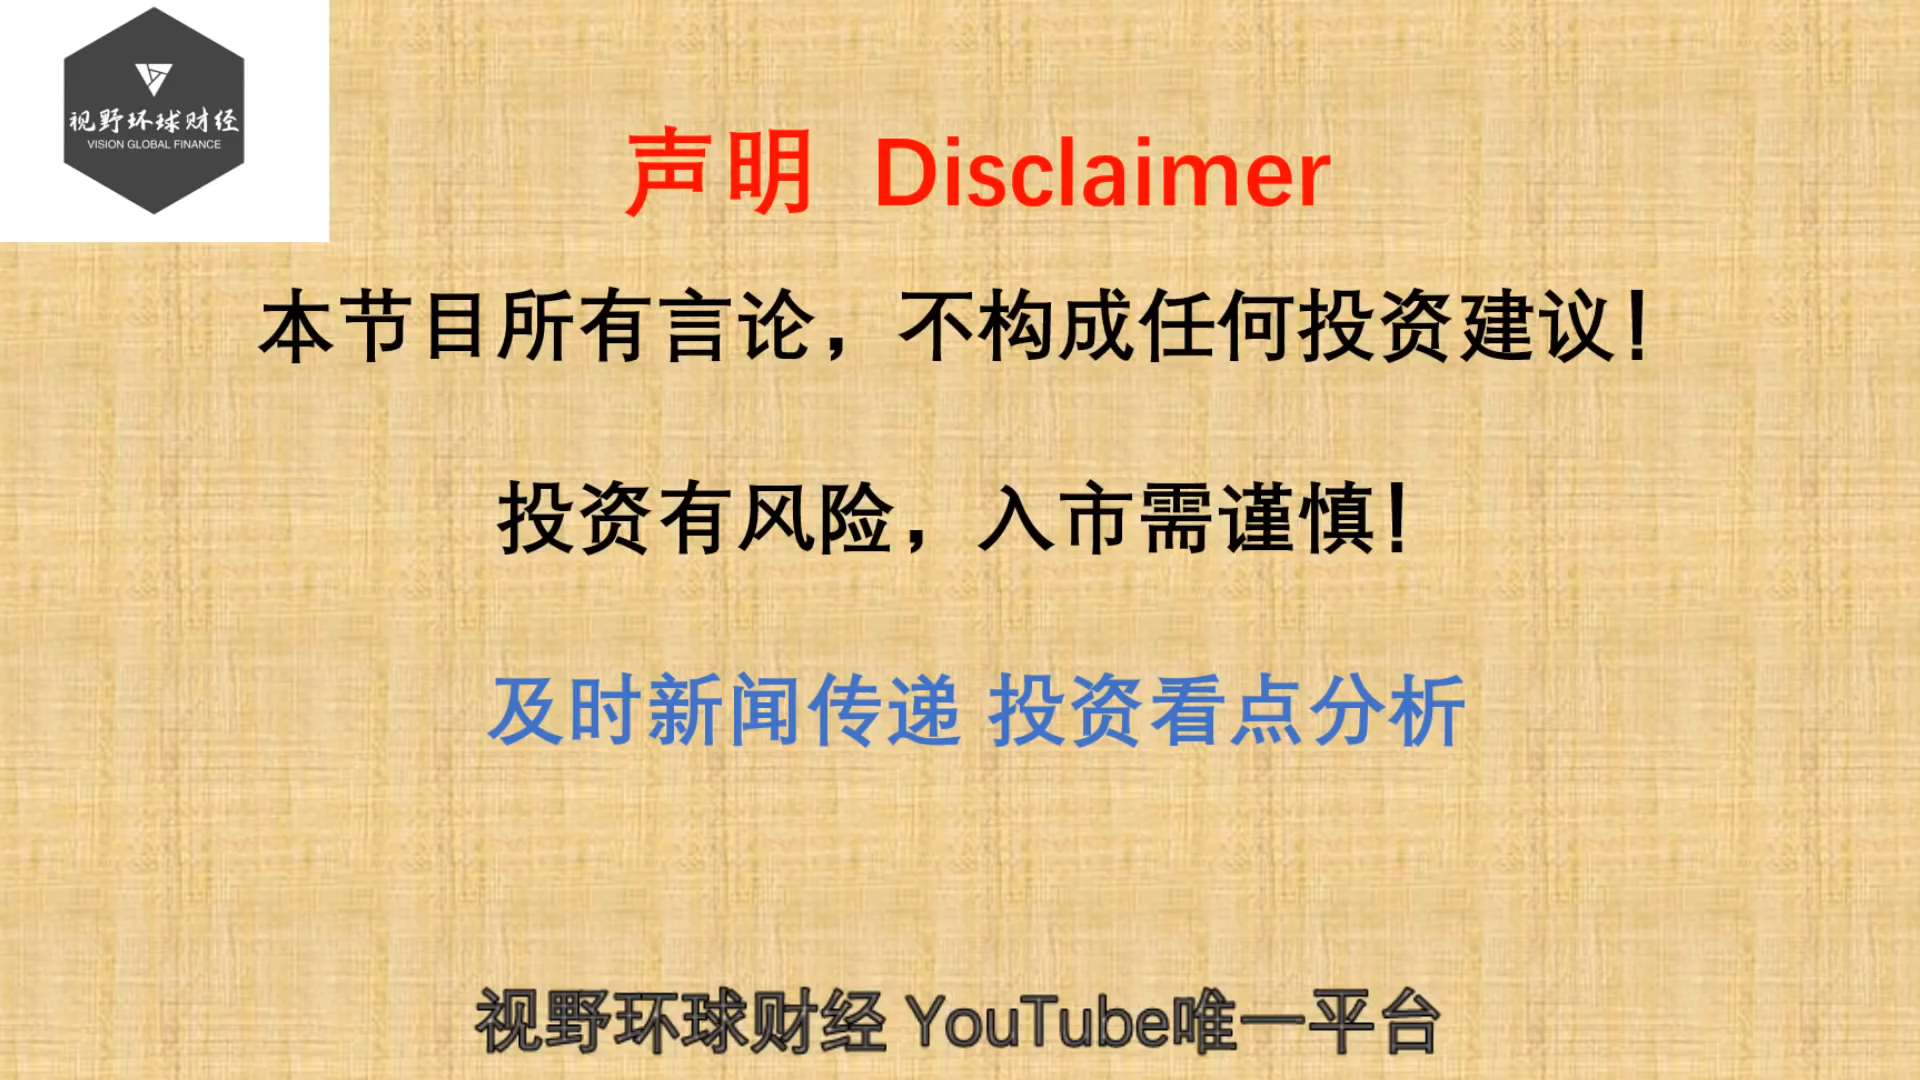 视野环球财经
VISION GLOBAL FINANCE
声明 Disclaimer
本节目所有言论，不构成任何投资建议！
投资有风险，入市需谨慎！
及时新闻传递 投资看点分析
视野环球财经 YouTube唯一平台